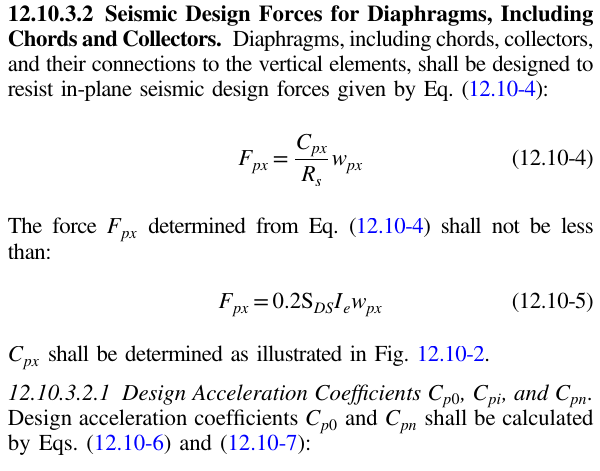 12.10.3.2 Seismic Design Forces for Diaphragms, Including
Chords and Collectors. Diaphragms, including chords, collectors,
and their connections to the vertical elements, shall be designed to
resist in-plane seismic design forces given by Eq. (12.10-4):
F_{px} = \frac{C_{px}}{R_s} w_{px} (12.10-4)
The force F_{px} determined from Eq. (12.10-4) shall not be less
than:
F_{px} = 0.2S_{DS}I_e w_{px} (12.10-5)
C_{px} shall be determined as illustrated in Fig. 12.10-2.
12.10.3.2.1 Design Acceleration Coefficients C_{p0}, C_{pi}, and C_{pn}.
Design acceleration coefficients C_{p0} and C_{pn} shall be calculated
by Eqs. (12.10-6) and (12.10-7):